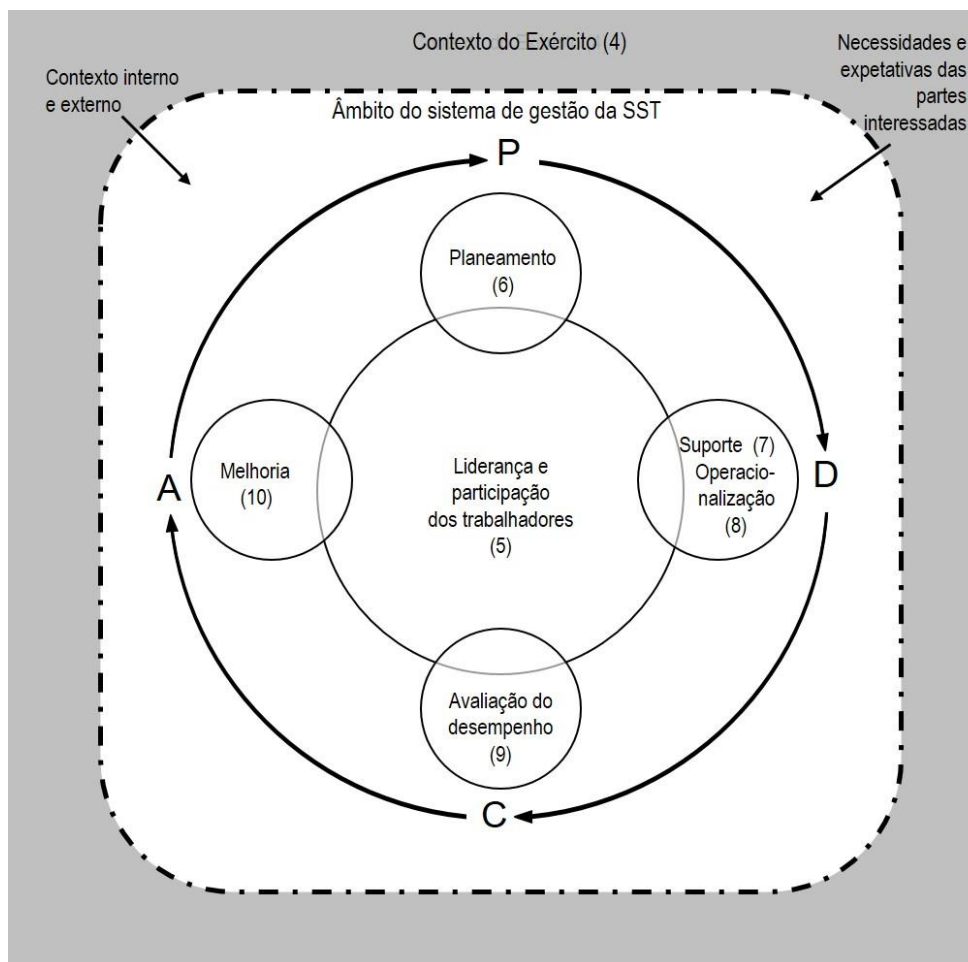 Contexto do Exército (4)
Contexto interno
e externo
Necessidades e
expetativas das
partes
interessadas
Âmbito do sistema de gestão da SST
P
Planeamento
(6)
Suporte (7)
Operacio-
nalização
(8)
D
Melhoria
(10)
A
Liderança e
participação
dos trabalhadores
(5)
Avaliação do
desempenho
(9)
C